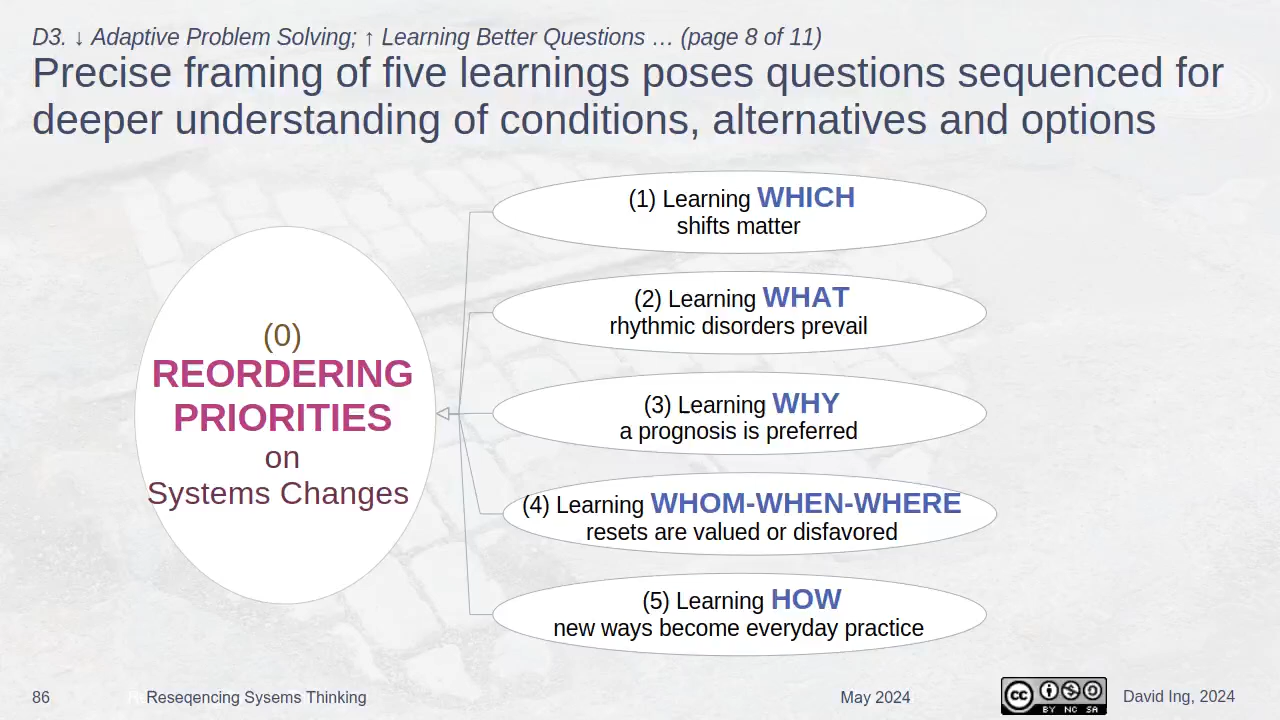 D3. ↓ Adaptive Problem Solving; ↑ Learning Better Questions … (page 8 of 11)
Precise framing of five learnings poses questions sequenced for
deeper understanding of conditions, alternatives and options
(0)
REORDERING
PRIORITIES
on
Systems Changes
(1) Learning WHICH
shifts matter
(2) Learning WHAT
rhythmic disorders prevail
(3) Learning WHY
a prognosis is preferred
(4) Learning WHOM-WHEN-WHERE
resets are valued or disfavored
(5) Learning HOW
new ways become everyday practice
86
Reseqencing Sysems Thinking
May 2024
cc
BY NC SA
David Ing, 2024